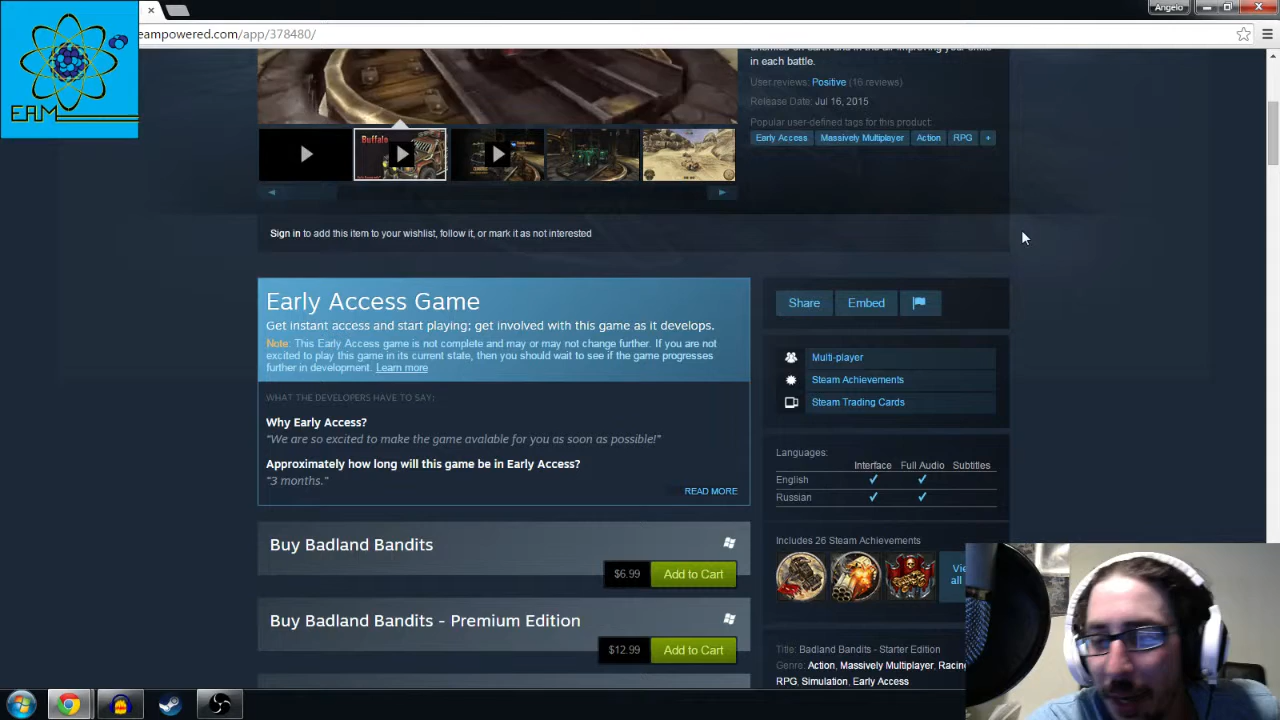 Angelo
eampowered.com/app/378480/
EAM
in each battle.
User reviews: Positive (16 reviews)
Release Date: Jul 16, 2015
Popular user-defined tags for this product:
Early Access Massively Multiplayer Action RPG +
Buffalo
Sign in to add this item to your wishlist, follow it, or mark it as not interested
Early Access Game
Get instant access and start playing; get involved with this game as it develops.
Note: This Early Access game is not complete and may or may not change further. If you are not
excited to play this game in its current state, then you should wait to see if the game progresses
further in development. Learn more
WHAT THE DEVELOPERS HAVE TO SAY:
Why Early Access?
"We are so excited to make the game avalable for you as soon as possible!"
Approximately how long will this game be in Early Access?
"3 months."
READ MORE
Buy Badland Bandits
$6.99 Add to Cart
Buy Badland Bandits - Premium Edition
$12.99 Add to Cart
Share Embed
Multi-player
Steam Achievements
Steam Trading Cards
Languages:
Interface Full Audio Subtitles
English
Russian
Includes 26 Steam Achievements
all
Title: Badland Bandits - Starter Edition
Genre: Action, Massively Multiplayer,
RPG, Simulation, Early Access